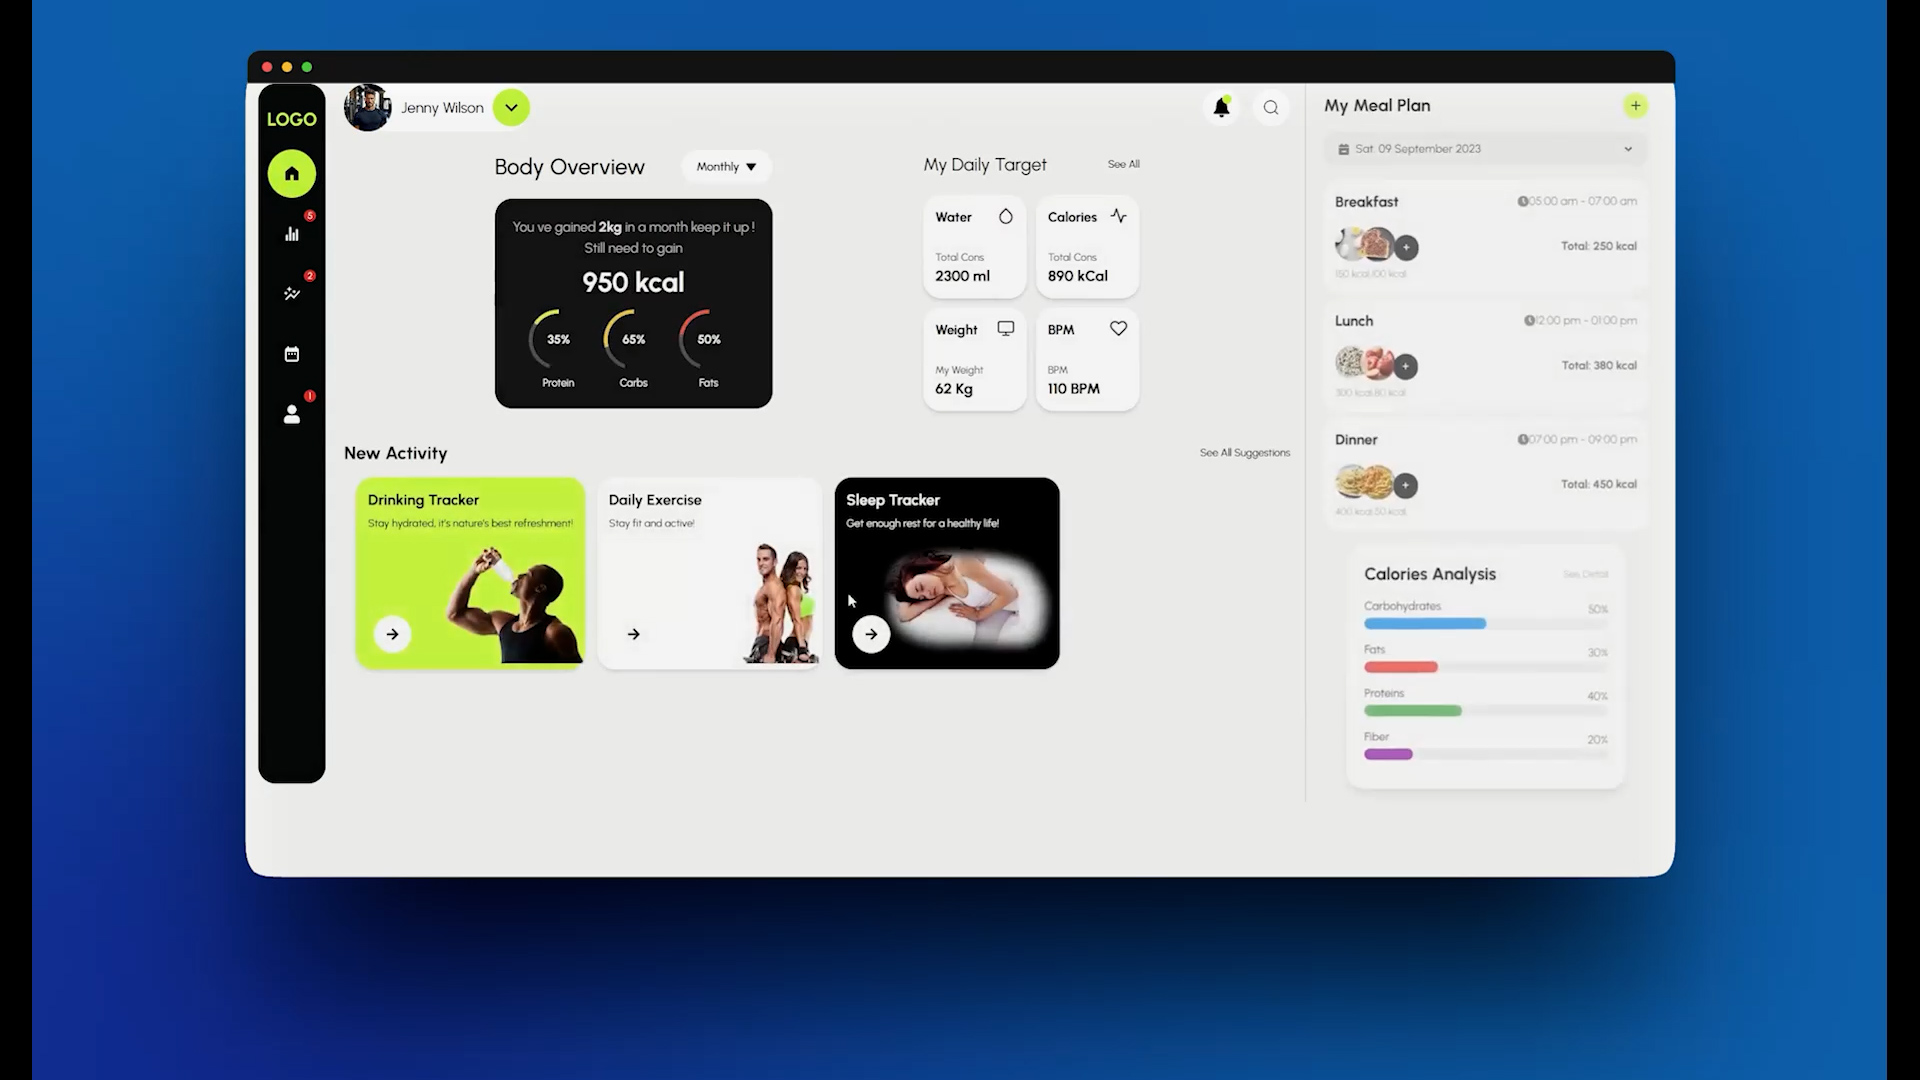 LOGO
5
2
1
Jenny Wilson
Body Overview
Monthly
You ve gained 2kg in a month keep it up !
Still need to gain
950 kcal
35%
65%
50%
Protein
Carbs
Fats
My Daily Target
See All
Water
Total Cons
2300 ml
Calories
Total Cons
890 kCal
Weight
My Weight
62 Kg
BPM
BPM
110 BPM
New Activity
See All Suggestions
Drinking Tracker
Stay hydrated, it's nature's best refreshment!
Daily Exercise
Stay fit and active!
Sleep Tracker
Get enough rest for a healthy life!
My Meal Plan
Sat. 09 September 2023
Breakfast
05:00 am - 07:00 am
Total: 250 kcal
150 kcal 100 kcal
Lunch
12:00 pm - 01:00 pm
Total: 380 kcal
300 kcal 80 kcal
Dinner
07:00 pm - 09:00 pm
Total: 450 kcal
400 kcal 50 kcal
Calories Analysis
See Detail
Carbohydrates
50%
Fats
30%
Proteins
40%
Fiber
20%